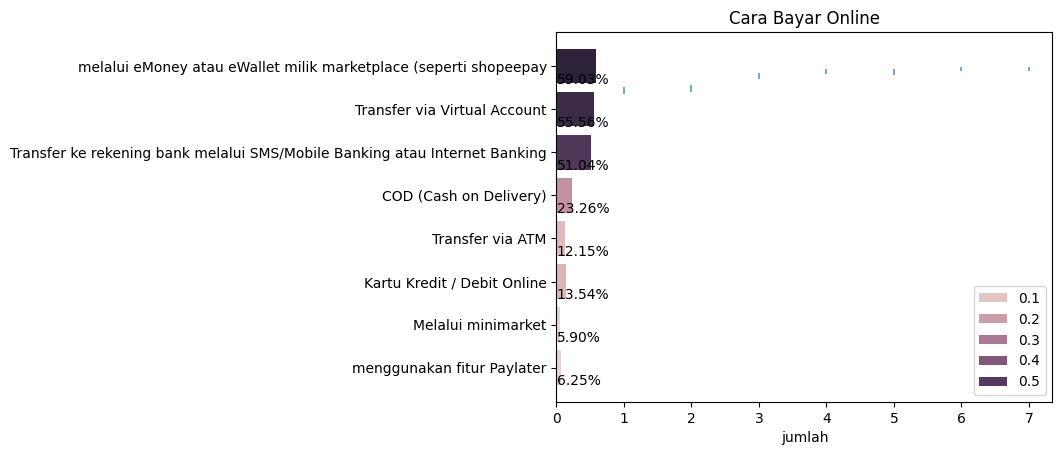 Cara Bayar Online
melalui eMoney atau eWallet milik marketplace (seperti shopeepay
59.03%
Transfer via Virtual Account
55.56%
Transfer ke rekening bank melalui SMS/Mobile Banking atau Internet Banking
51.04%
COD (Cash on Delivery)
23.26%
Transfer via ATM
12.15%
Kartu Kredit / Debit Online
13.54%
Melalui minimarket
5.90%
menggunakan fitur Paylater
6.25%
0.1
0.2
0.3
0.4
0.5
0 1 2 3 4 5 6 7
jumlah